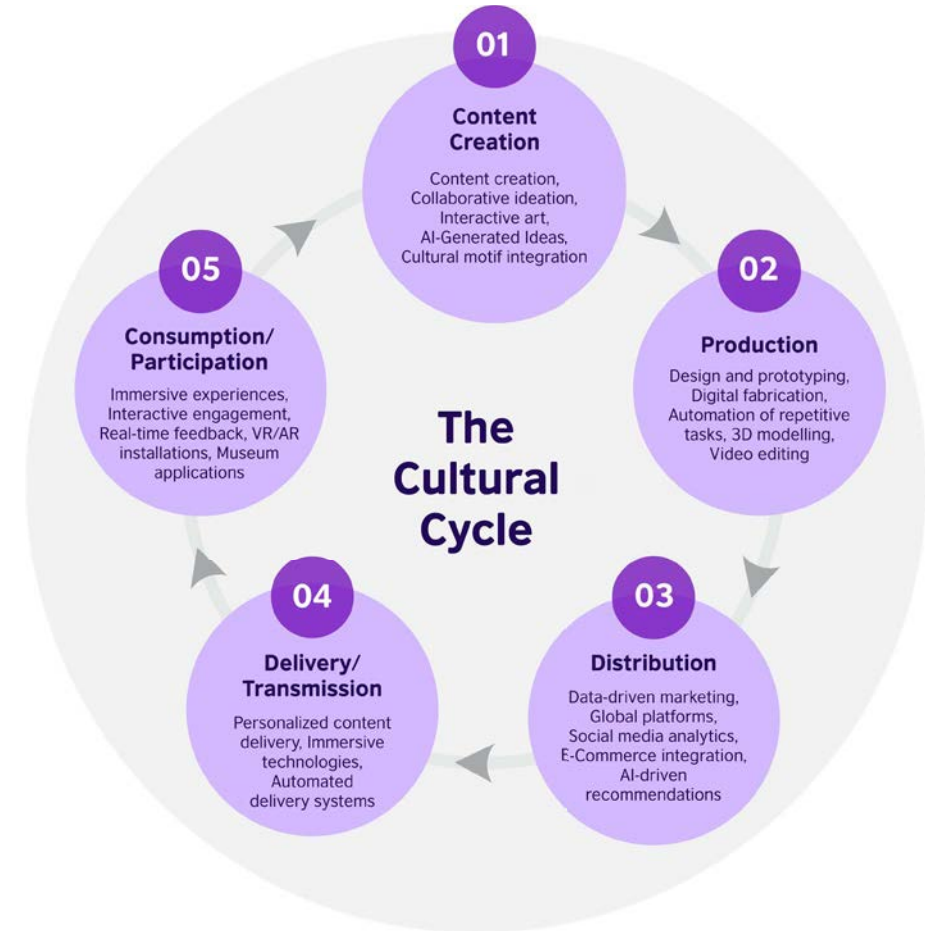 01
Content
Creation
Content creation,
Collaborative ideation,
Interactive art,
AI-Generated Ideas,
Cultural motif integration
02
Production
Design and prototyping,
Digital fabrication,
Automation of repetitive
tasks, 3D modelling,
Video editing
03
Distribution
Data-driven marketing,
Global platforms,
Social media analytics,
E-Commerce integration,
AI-driven
recommendations
04
Delivery/
Transmission
Personalized content
delivery, Immersive
technologies,
Automated
delivery systems
05
Consumption/
Participation
Immersive experiences,
Interactive engagement,
Real-time feedback, VR/AR
installations, Museum
applications
The
Cultural
Cycle